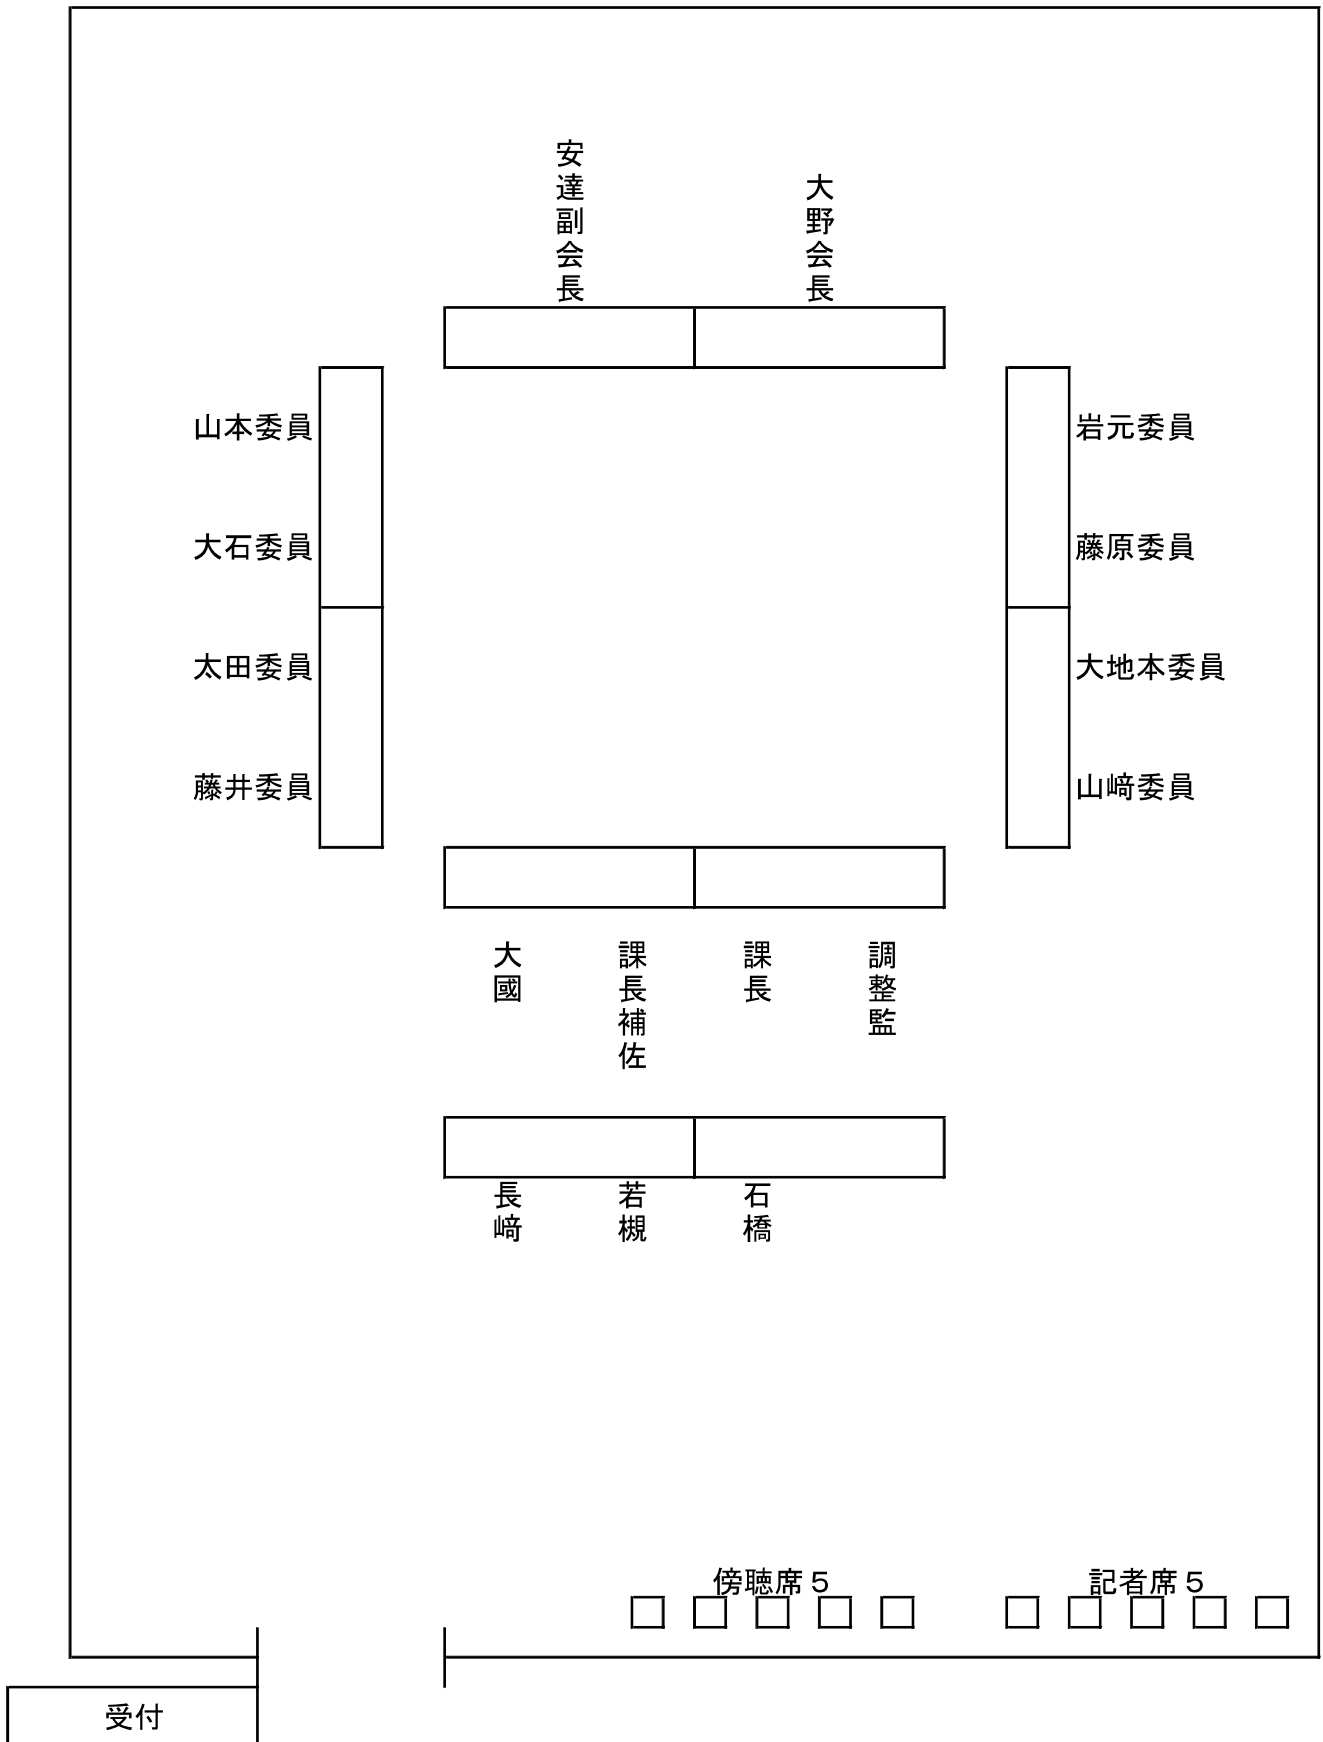 安達副会長
大野会長
山本委員
岩元委員
大石委員
藤原委員
太田委員
大地本委員
藤井委員
山﨑委員
大國
課長補佐
課長
調整監
長﨑
若槻
石橋
傍聴席５
記者席５
受付